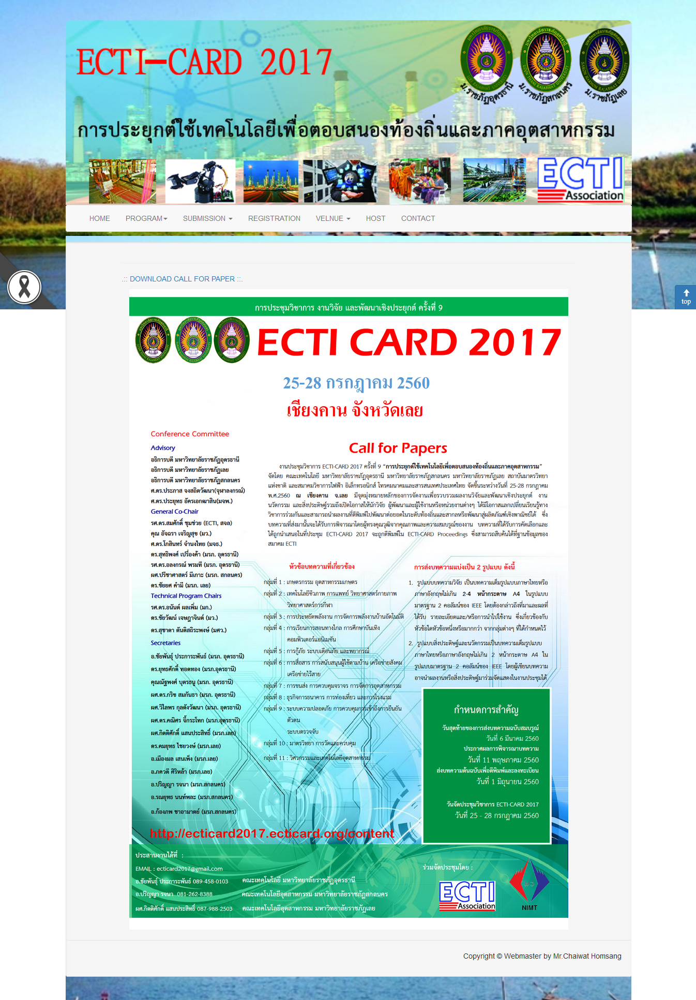 ECTI-CARD 2017
ม.ราชภัฏอุดรธานี
ม.ราชภัฏสกลนคร
ม.ราชภัฏเลย
การประยุกต์ใช้เทคโนโลยีเพื่อตอบสนองท้องถิ่นและภาคอุตสาหกรรม
ECTI
Association
HOME PROGRAM SUBMISSION REGISTRATION VELNUE HOST CONTACT
.:: DOWNLOAD CALL FOR PAPER ::.
top
การประชุมวิชาการ งานวิจัย และพัฒนาเชิงประยุกต์ ครั้งที่ 9
ECTI CARD 2017
25-28 กรกฎาคม 2560
เชียงคาน จังหวัดเลย
Conference Committee
Advisory
อธิการบดี มหาวิทยาลัยราชภัฏอุดรธานี
อธิการบดี มหาวิทยาลัยราชภัฏเลย
อธิการบดี มหาวิทยาลัยราชภัฏสกลนคร
ศ.ดร.ประภาส จงสถิตวัฒนา(จุฬาลงกรณ์)
ศ.ดร.ประยุทธ อัครเอกฒาสิน(มจพ.)
General Co-Chair
รศ.ดร.สมศักดิ์ ชุมช่วย (ECTI, สจล)
คุณ อัจฉรา เจริญสุข (มว.)
ศ.ดร.โกสินทร์ จำนงไทย (มจธ.)
ดร.สุทธิพงศ์ เปรื่องค้า (มรภ. อุดรธานี)
รศ.ดร.อลงกรณ์ พรมที (มรภ. อุดรธานี)
ผศ.ปรีชาศาสตร์ มีเกาะ (มรภ. สกลนคร)
ดร.ชัยยศ คำมี (มรภ. เลย)
Technical Program Chairs
รศ.ดร.อนันต์ ผลเพิ่ม (มก.)
ดร.ชัยวัฒน์ เจษฎาจินต์ (มว.)
ดร.สุชาดา ตันติสถิระพงษ์ (มศว.)
Secretaries
อ.ชัยพันธุ์ ประการะพันธ์ (มรภ. อุดรธานี)
ดร.ยุทธศักดิ์ ทอดทอง (มรภ.อุดรธานี)
คุณณัฐพงศ์ บุตรธนู (มรภ. อุดรธานี)
ผศ.ดร.กริช สมกันธา (มรภ. อุดรธานี)
ผศ.วิไลพร กุลตังวัฒนา (มรภ. อุดรธานี)
ผศ.ดร.คณิศร จี้กระโทก (มรภ.อุดรธานี)
ผศ.กิตติศักดิ์ แสนประสิทธิ์ (มรภ.เลย)
ดร.คมยุทธ ไชยวงษ์ (มรภ.เลย)
อ.เมืองมล เสนเพ็ง (มรภ.เลย)
อ.ภควดี ศิริหล้า (มรภ.เลย)
อ.ปริญญา รจนา (มรภ.สกลนคร)
อ.รณยุทธ นนท์พละ (มรภ.สกลนคร)
อ.ก้องภพ ชาอามาตย์ (มรภ.สกลนคร)
http://ecticard2017.ecticard.org/content
Call for Papers
งานประชุมวิชาการ ECTI-CARD 2017 ครั้งที่ 9 “การประยุกต์ใช้เทคโนโลยีเพื่อตอบสนองท้องถิ่นและภาคอุตสาหกรรม”
จัดโดย คณะเทคโนโลยี มหาวิทยาลัยราชภัฏอุดรธานี มหาวิทยาลัยราชภัฏสกลนคร มหาวิทยาลัยราชภัฏเลย สถาบันมาตรวิทยา
แห่งชาติ และสมาคมวิชาการไฟฟ้า อิเล็กทรอนิกส์ โทรคมนาคมและสารสนเทศประเทศไทย จัดขึ้นระหว่างวันที่ 25-28 กรกฎาคม
พ.ศ.2560 ณ เชียงคาน จ.เลย มีจุดมุ่งหมายหลักของการจัดงานเพื่อรวบรวมผลงานวิจัยและพัฒนาเชิงประยุกต์ งาน
นวัตกรรม และสิ่งประดิษฐ์รวมถึงเปิดโอกาสให้นักวิจัย ผู้พัฒนาและผู้ใช้งานหรือหน่วยงานต่างๆ ได้มีโอกาสแลกเปลี่ยนเรียนรู้ทาง
วิชาการร่วมกันและสามารถนำผลงานที่ตีพิมพ์ไปพัฒนาต่อยอดในระดับท้องถิ่นและสากลหรือพัฒนาสู่ผลิตภัณฑ์เชิงพาณิชย์ได้ ซึ่ง
บทความที่ส่งมานั้นจะได้รับการพิจารณาโดยผู้ทรงคุณวุฒิจากคุณภาพและความสมบูรณ์ของงาน บทความที่ได้รับการคัดเลือกและ
ได้ถูกนำเสนอในที่ประชุม ECTI-CARD 2017 จะถูกตีพิมพ์ใน ECTI-CARD Proceedings ซึ่งสามารถสืบค้นได้ที่ฐานข้อมูลของ
สมาคม ECTI
หัวข้อบทความที่เกี่ยวข้อง
กลุ่มที่ 1 : เกษตรกรรม อุตสาหกรรมเกษตร
กลุ่มที่ 2 : เทคโนโลยีชีวภาพ การแพทย์ วิทยาศาสตร์กายภาพ
วิทยาศาสตร์การกีฬา
กลุ่มที่ 3 : การประหยัดพลังงาน การจัดการพลังงานบ้านอัตโนมัติ
กลุ่มที่ 4 : การเรียนการสอนทางไกล การศึกษาบันเทิง
คอมพิวเตอร์แอนิเมชัน
กลุ่มที่ 5 : การกู้ภัย ระบบเตือนภัย และพยากรณ์
กลุ่มที่ 6 : การสื่อสาร การสนับสนุนผู้ใช้ตามบ้าน เครือข่ายสังคม
เครือข่ายไร้สาย
กลุ่มที่ 7 : การขนส่ง การควบคุมจราจร การจัดการอุตสาหกรรม
กลุ่มที่ 8 : ธุรกิจการธนาคาร การท่องเที่ยว และการโรงแรม
กลุ่มที่ 9 : ระบบความปลอดภัย การควบคุมการเข้าถึงการยืนยัน
ตัวตน
ระบบตรวจจับ
กลุ่มที่ 10 : มาตรวิทยา การวัดและควบคุม
กลุ่มที่ 11 : วิศวกรรมและเทคโนโลยีอุตสาหกรรม
การส่งบทความแบ่งเป็น 2 รูปแบบ ดังนี้
1. รูปแบบบทความวิจัย เป็นบทความเต็มรูปแบบภาษาไทยหรือ
ภาษาอังกฤษไม่เกิน 2-4 หน้ากระดาษ A4 ในรูปแบบ
มาตรฐาน 2 คอลัมน์ของ IEEE โดยต้องกล่าวถึงที่มาและผลที่
ได้รับ รายละเอียดและ/หรือการนำไปใช้งาน ซึ่งเกี่ยวข้องกับ
หัวข้อใดหัวข้อหนึ่งหรือมากกว่า จากกลุ่มต่างๆ ที่ได้กำหนดไว้
2. รูปแบบสิ่งประดิษฐ์และนวัตกรรมเป็นบทความเต็มรูปแบบ
ภาษาไทยหรือภาษาอังกฤษไม่เกิน 2 หน้ากระดาษ A4 ใน
รูปแบบมาตรฐาน 2 คอลัมน์ของ IEEE โดยผู้เขียนบทความ
อาจนำผลงานหรือสิ่งประดิษฐ์มาร่วมจัดแสดงในงานประชุมได้
กำหนดการสำคัญ
วันสุดท้ายของการส่งบทความฉบับสมบูรณ์
วันที่ 6 มีนาคม 2560
ประกาศผลการพิจารณาบทความ
วันที่ 11 พฤษภาคม 2560
ส่งบทความต้นฉบับเพื่อตีพิมพ์และลงทะเบียน
วันที่ 1 มิถุนายน 2560
วันจัดประชุมวิชาการ ECTI-CARD 2017
วันที่ 25 - 28 กรกฎาคม 2560
ประสานงานได้ที่ :
EMAIL : ecticard2017@gmail.com
อ.ชัยพันธุ์ ประการะพันธ์ 089-458-0103
อ.ปริญญา รจนา 081-262-8388
ผศ.กิตติศักดิ์ แสนประสิทธิ์ 087-988-2503
คณะเทคโนโลยี มหาวิทยาลัยราชภัฏอุดรธานี
คณะเทคโนโลยีอุตสาหกรรม มหาวิทยาลัยราชภัฏสกลนคร
คณะเทคโนโลยีอุตสาหกรรม มหาวิทยาลัยราชภัฏเลย
ร่วมจัดประชุมโดย :
ECTI
Association
NIMT
Copyright © Webmaster by Mr.Chaiwat Homsang